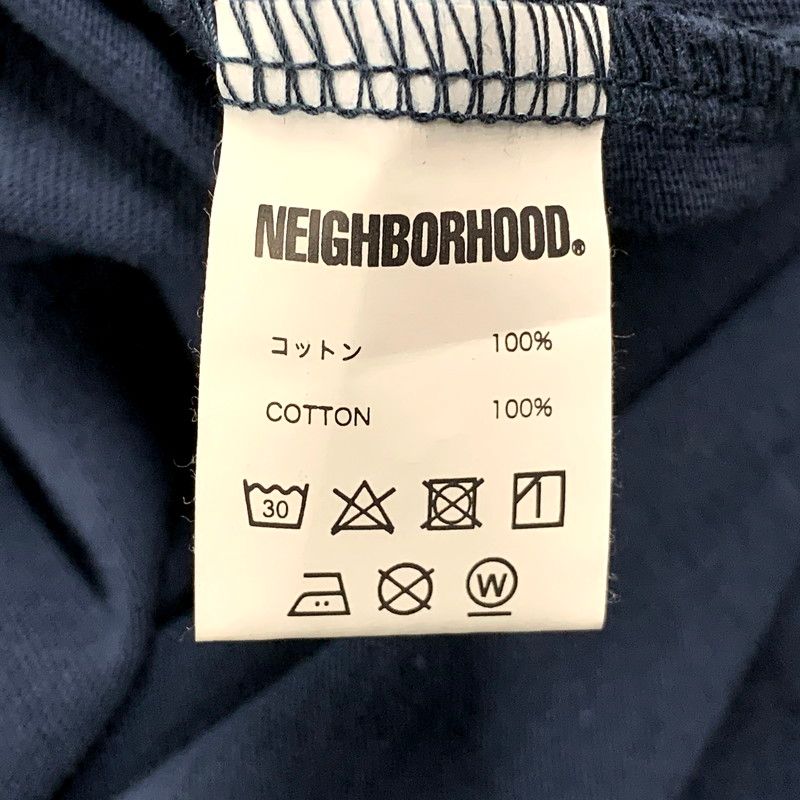 NEIGHBORHOOD®
コットン 100%
COTTON 100%
30
W